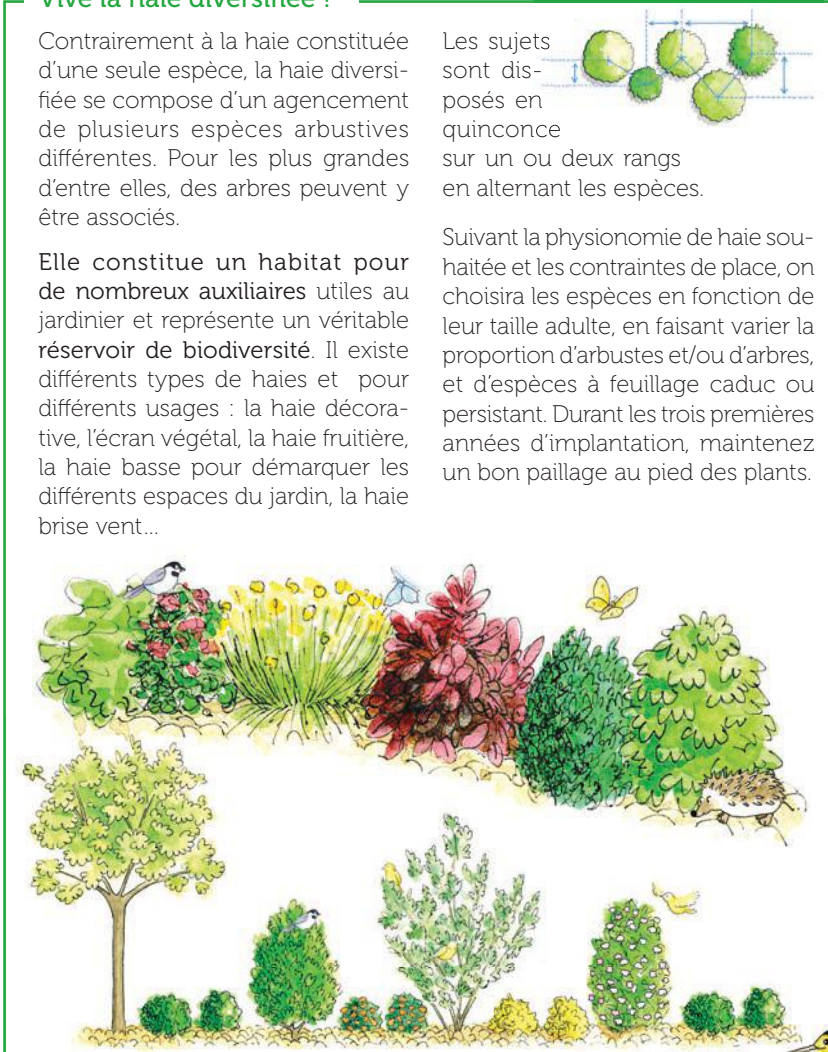 Vive la haie diversifiée !
Contrairement à la haie constituée
d'une seule espèce, la haie diversi-
fiée se compose d'un agencement
de plusieurs espèces arbustives
différentes. Pour les plus grandes
d'entre elles, des arbres peuvent y
être associés.
Elle constitue un habitat pour
de nombreux auxiliaires utiles au
jardinier et représente un véritable
réservoir de biodiversité. Il existe
différents types de haies et pour
différents usages : la haie décora-
tive, l'écran végétal, la haie fruitière,
la haie basse pour démarquer les
différents espaces du jardin, la haie
brise vent...
Les sujets
sont dis-
posés en
quinconce
sur un ou deux rangs
en alternant les espèces.
Suivant la physionomie de haie sou-
haitée et les contraintes de place, on
choisira les espèces en fonction de
leur taille adulte, en faisant varier la
proportion d'arbustes et/ou d'arbres,
et d'espèces à feuillage caduc ou
persistant. Durant les trois premières
années d'implantation, maintenez
un bon paillage au pied des plants.